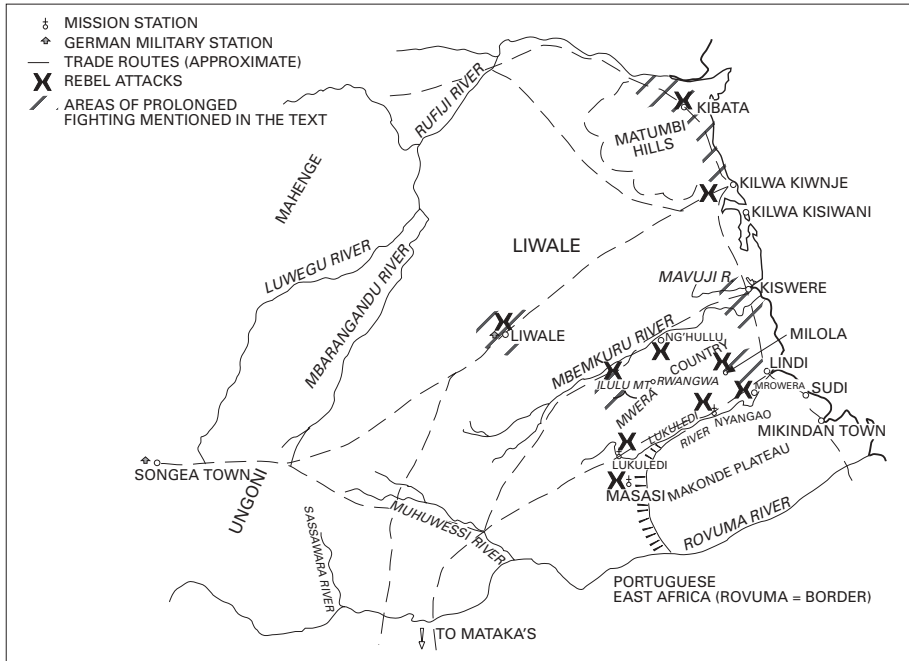 MISSION STATION
GERMAN MILITARY STATION
TRADE ROUTES (APPROXIMATE)
REBEL ATTACKS
AREAS OF PROLONGED
FIGHTING MENTIONED IN THE TEXT
RUFIJI RIVER
KIBATA
MATUMBI
HILLS
MAHENGE
KILWA KIWNJE
KILWA KISIWANI
LIWALE
LUWEGU RIVER
MBARANGANDU RIVER
MAVUJI R.
KISWERE
LIWALE
MBEMKURU RIVER
NG'HULLU
MILOLA
COUNTRY
LINDI
ILULU MT
RWANGWA
MROWERA
SUDI
MWERA
NYANGAO
MIKINDAN TOWN
LUKULEDI
RIVER
LUKULEDI
MAKONDE PLATEAU
MASASI
SONGEA TOWN
UNGONI
MUHUWESSI RIVER
ROVUMA RIVER
SASSAWARA RIVER
PORTUGUESE
EAST AFRICA (ROVUMA = BORDER)
TO MATAKA'S